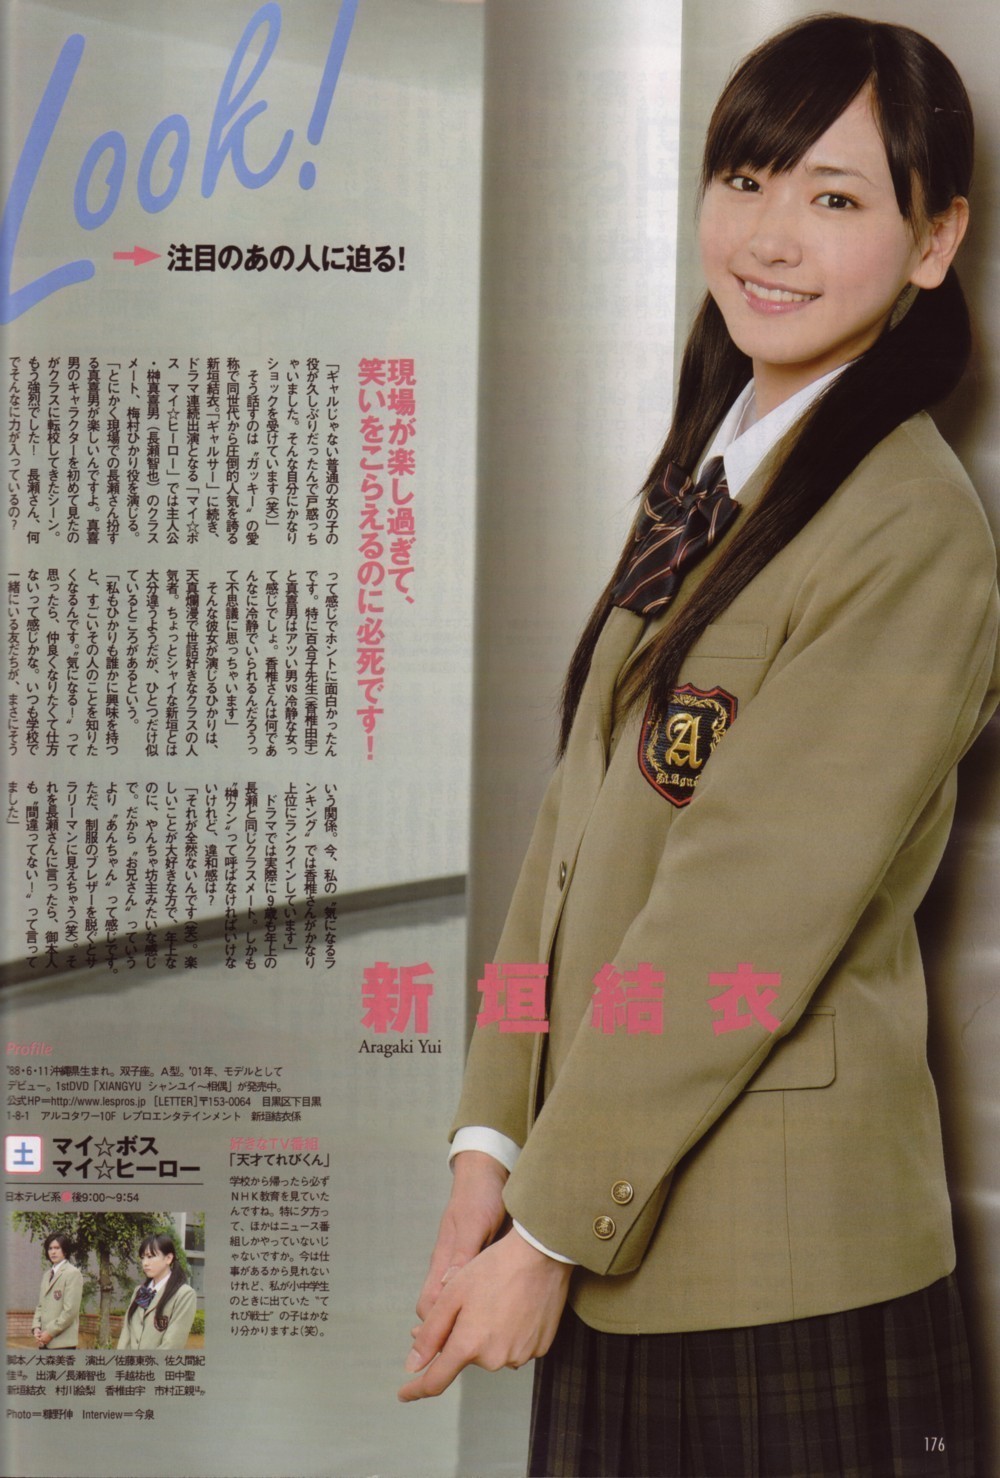 Look!
注目のあの人に迫る!
現場が楽し過ぎて、
笑いをこらえるのに必死です!
「ギャルじゃない普通の女の子の
役が久しぶりだったんで戸惑っち
ゃいました。そんな自分にかなり
ショックを受けています(笑)」
そう話すのは“ガッキー”の愛
称で同世代から圧倒的人気を誇る
新垣結衣。「ギャルサー」に続き、
ドラマ連続出演となる「マイ☆ボ
ス マイ☆ヒーロー」では主人公
・榊真喜男(長瀬智也)のクラス
メート、梅村ひかり役を演じる。
「とにかく現場での長瀬さん扮す
る真喜男が楽しいんですよ。真喜
男のキャラクターを初めて見たの
がクラスに転校してきたシーン。
もう強烈でした! 長瀬さん、何
でそんなに力が入っているの?
って感じでホントに面白かったん
です。特に百合子先生(香椎由宇)
と真喜男はアツい男vs冷静な女っ
て感じでしょ。香椎さんは何であ
んなに冷静でいられるんだろうっ
て不思議に思っちゃいます」
そんな彼女が演じるひかりは、
天真爛漫で世話好きなクラスの人
気者。ちょっとシャイな新垣とは
大分違うようだが、ひとつだけ似
ているところがあるという。
「私もひかりも誰かに興味を持つ
と、すごいその人のことを知りた
くなるんです。“気になる!”って
思ったら、仲良くなりたくて仕方
ないって感じかな。いつも学校で
一緒にいる友だちが、まさにそう
いう関係。今、私の“気になるラ
ンキング”では香椎さんがかなり
上位にランクインしています」
ドラマでは実際に9歳も年上の
長瀬と同じクラスメート。しかも
“榊クン”って呼ばなければいけな
いけれど、違和感は?
「それが全然ないんです(笑)。楽
しいことが大好きな方で、年上な
のに、やんちゃ坊主みたいな感じ
で。だから“お兄さん”っていう
より“あんちゃん”って感じです。
ただ、制服のブレザーを脱ぐとサ
ラリーマンに見えちゃう(笑)。そ
れを長瀬さんに言ったら、御本人
も“間違ってない!”って言って
ました」
A
St.Agnes
新垣結衣
Aragaki Yui
Profile
'88・6・11沖縄県生まれ。双子座。A型。'01年、モデルとして
デビュー。1stDVD「XIANGYU シャンユイ〜相偶」が発売中。
公式HP=http://www.lespros.jp [LETTER]〒153-0064 目黒区下目黒
1-8-1 アルコタワー10F レプロエンタテインメント 新垣結衣係
土
マイ☆ボス
マイ☆ヒーロー
日本テレビ系 後9:00〜9:54
脚本/大森美香 演出/佐藤東弥、佐久間紀
佳ほか 出演/長瀬智也 手越祐也 田中聖
新垣結衣 村川絵梨 香椎由宇 市村正親ほか
Photo=棚野伸 Interview=今泉
好きなTV番組
「天才てれびくん」
学校から帰ったら必ず
NHK教育を見ていた
んですね。特に夕方っ
て、ほかはニュース番
組しかやっていないじ
ゃないですか。今は仕
事があるから見れない
けれど、私が小中学生
のときに出ていた“て
れび戦士”の子はかな
り分かりますよ(笑)。
176